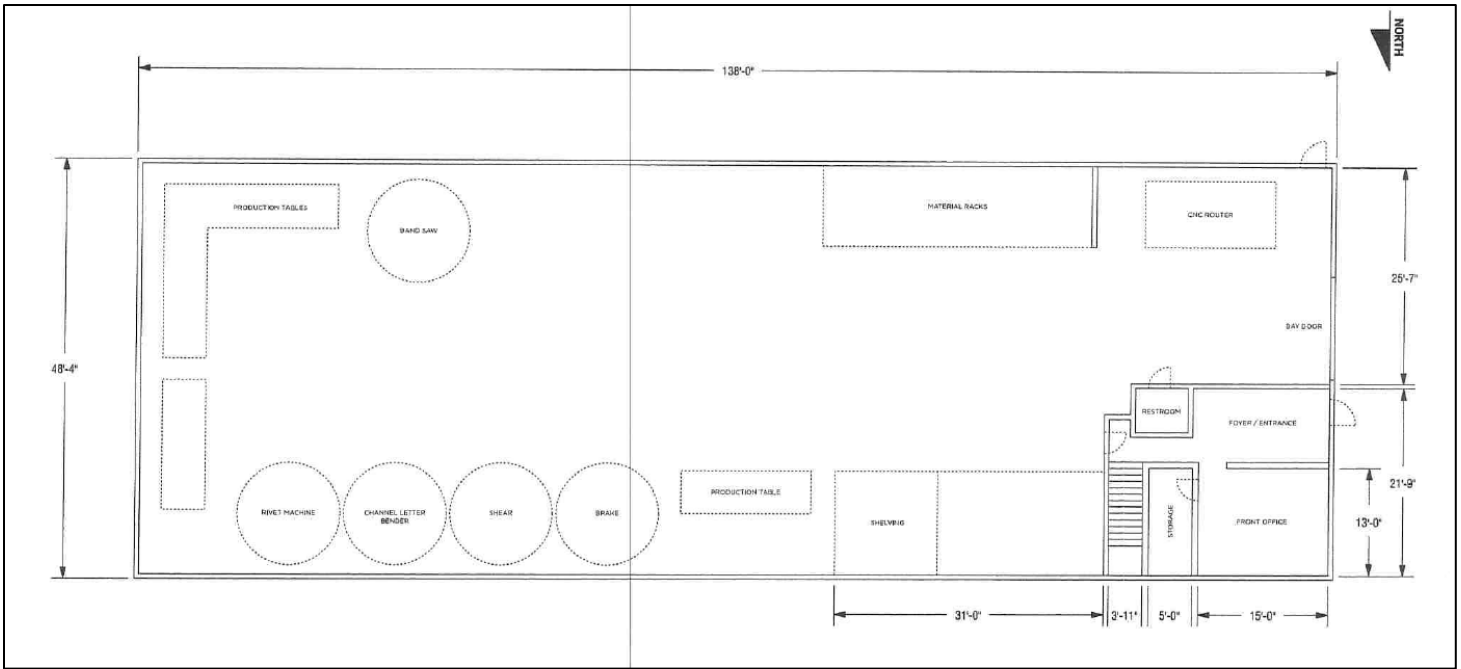 NORTH
138'-0"
PRODUCTION TABLES
BAND SAW
MATERIAL RACKS
CNC ROUTER
25'-7"
BAY DOOR
48'-4"
RESTROOM
FOYER / ENTRANCE
21'-9"
PRODUCTION TABLE
RIVET MACHINE
CHANNEL LETTER
BENDER
SHEAR
BRAKE
SHELVING
STORAGE
FRONT OFFICE
13'-0"
31'-0"
3'-11"
5'-0"
15'-0"